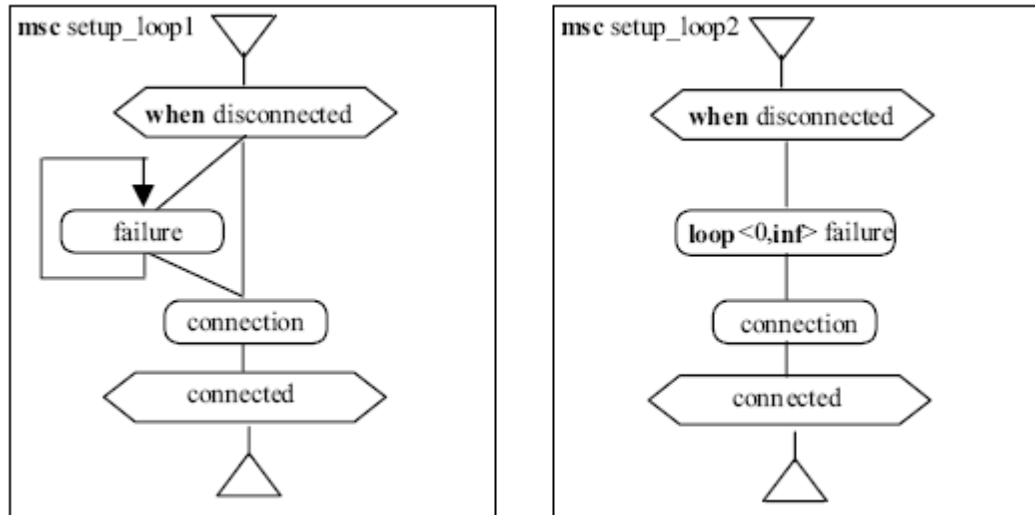 msc setup_loop1
when disconnected
failure
connection
connected
msc setup_loop2
when disconnected
loop <0,inf> failure
connection
connected